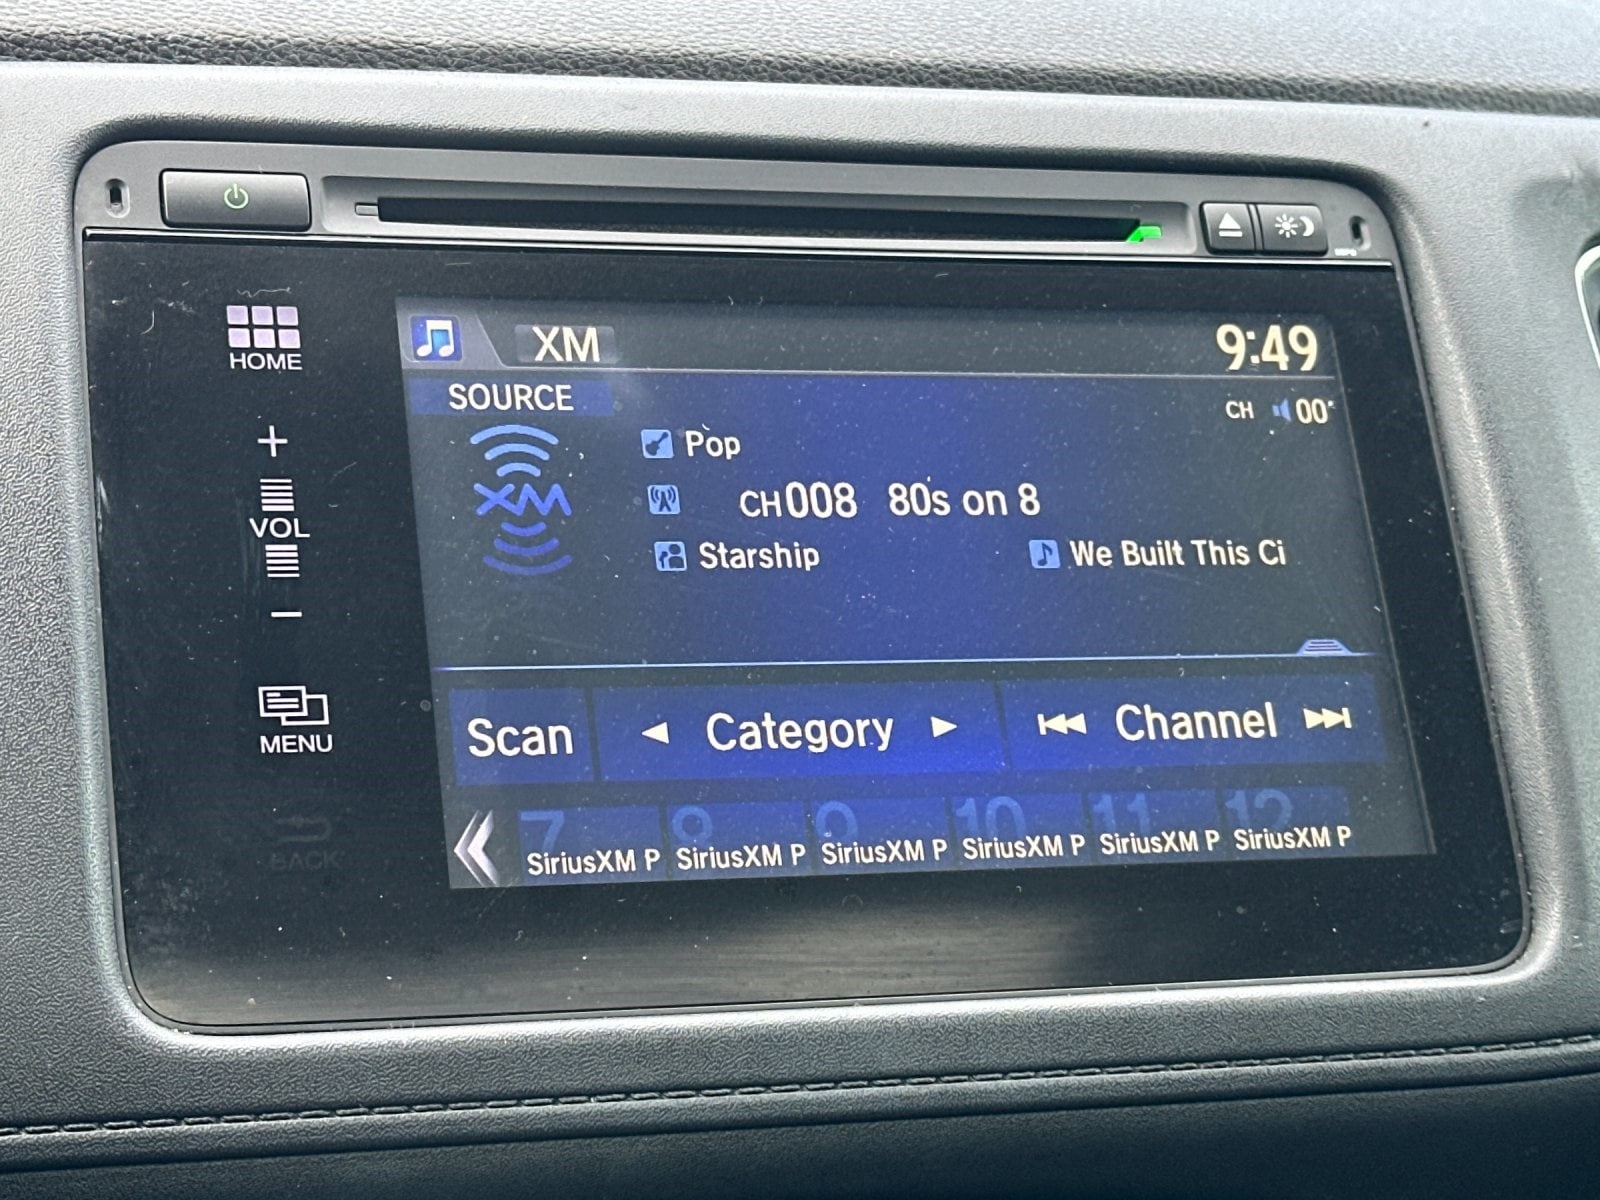 XM
9:49
HOME
SOURCE
CH 00
Pop
XM
CH008 80s on 8
VOL
Starship
We Built This Ci
Scan
Category
Channel
MENU
7 8 9 10 11 12
BACK
SiriusXM P SiriusXM P SiriusXM P SiriusXM P SiriusXM P SiriusXM P